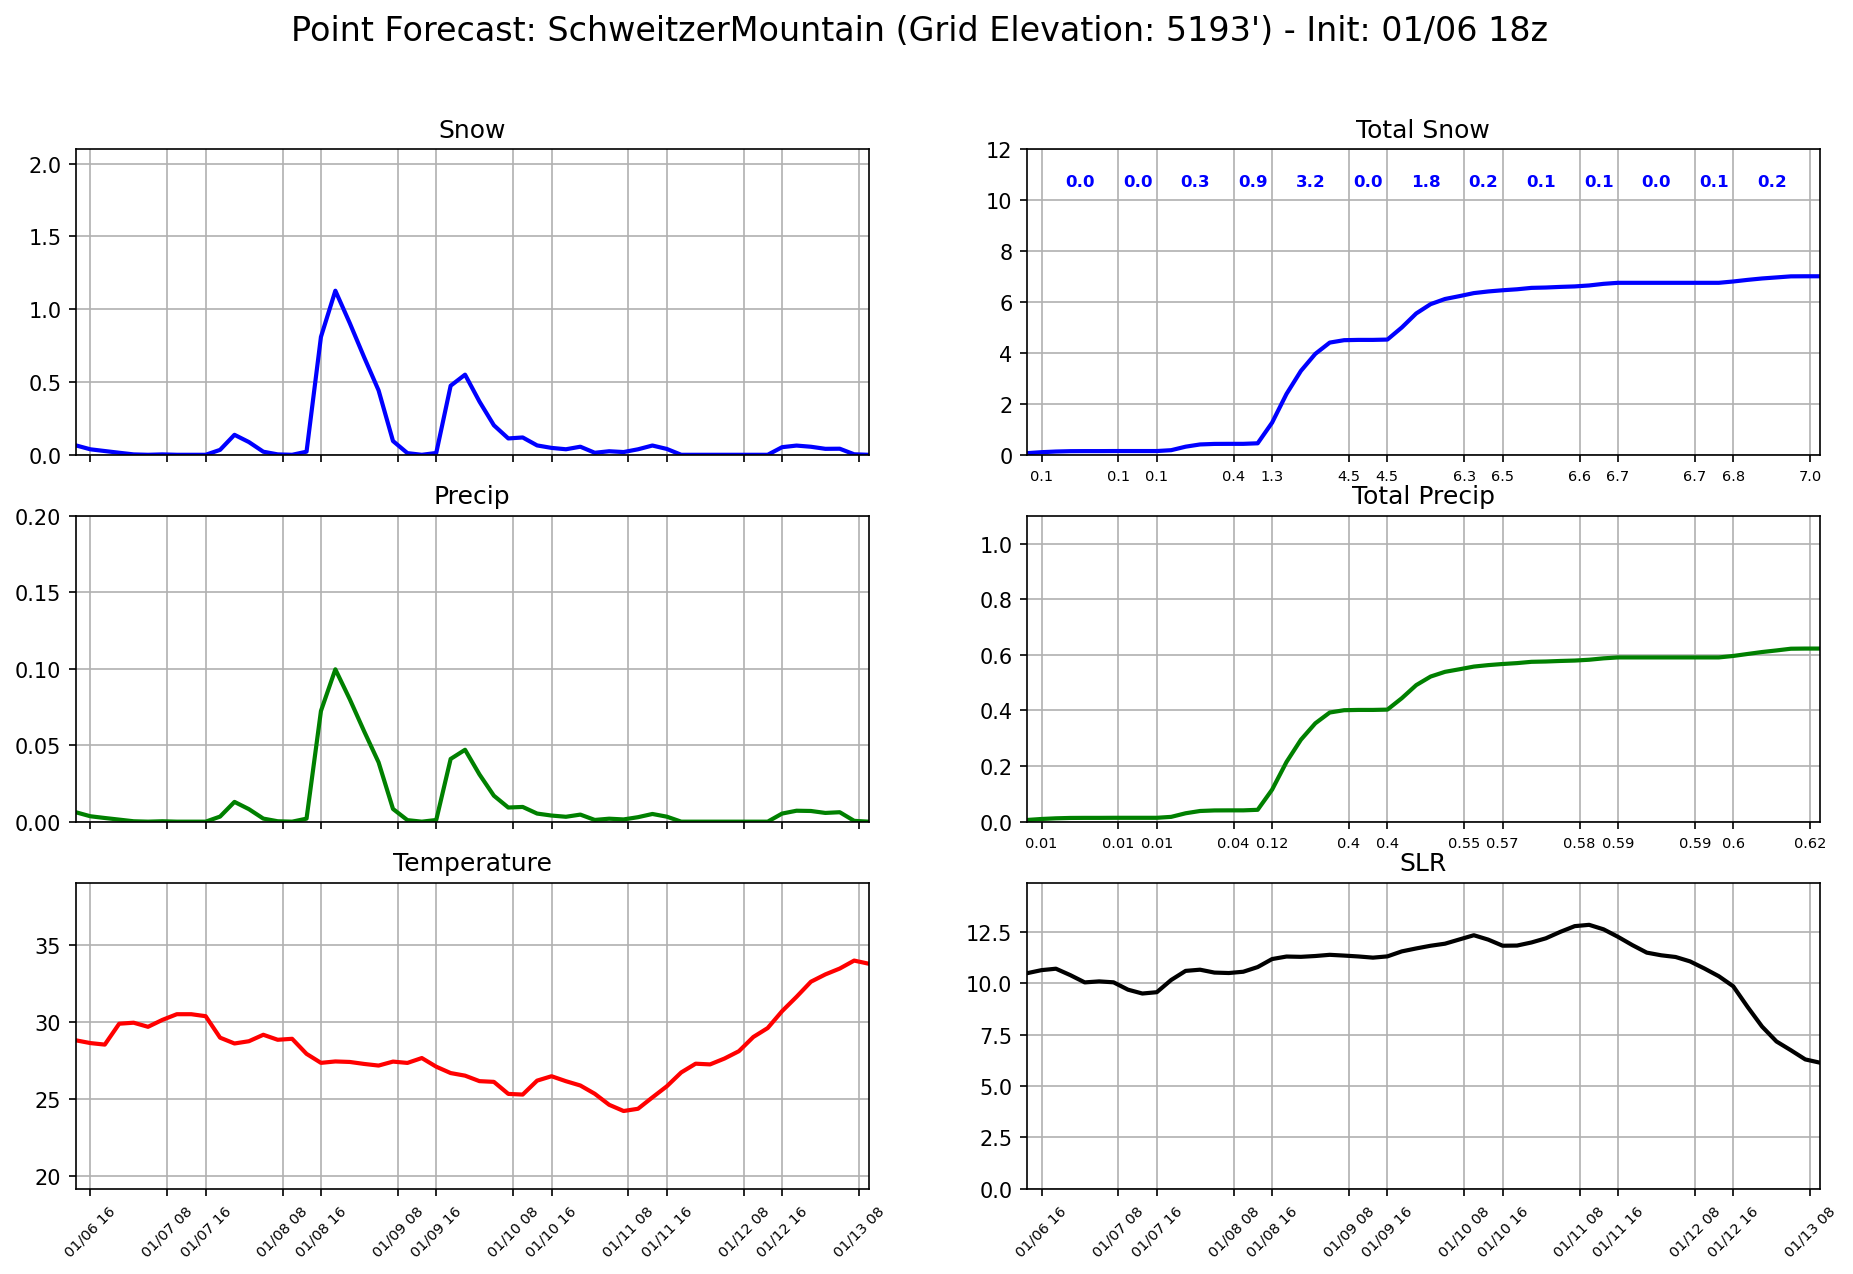 Point Forecast: SchweitzerMountain (Grid Elevation: 5193') - Init: 01/06 18z
Snow
2.0
1.5
1.0
0.5
0.0
Total Snow
12
10
8
6
4
2
0
0.0 0.0 0.3 0.9 3.2 0.0 1.8 0.2 0.1 0.1 0.0 0.1 0.2
0.1 0.1 0.1 0.4 1.3 4.5 4.5 6.3 6.5 6.6 6.7 6.7 6.8 7.0
Precip
0.20
0.15
0.10
0.05
0.00
Total Precip
1.0
0.8
0.6
0.4
0.2
0.0
0.01 0.01 0.01 0.04 0.12 0.4 0.4 0.55 0.57 0.58 0.59 0.59 0.6 0.62
Temperature
35
30
25
20
01/06 16 01/07 08 01/07 16 01/08 08 01/08 16 01/09 08 01/09 16 01/10 08 01/10 16 01/11 08 01/11 16 01/12 08 01/12 16 01/13 08
SLR
12.5
10.0
7.5
5.0
2.5
0.0
01/06 16 01/07 08 01/07 16 01/08 08 01/08 16 01/09 08 01/09 16 01/10 08 01/10 16 01/11 08 01/11 16 01/12 08 01/12 16 01/13 08